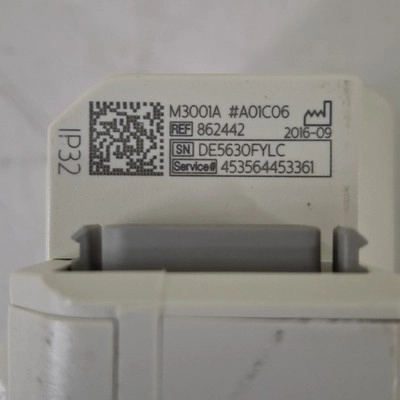 M3001A #A01C06
REF 862442 2016-09
SN DE5630FYLC
Service# 453564453361
IP32